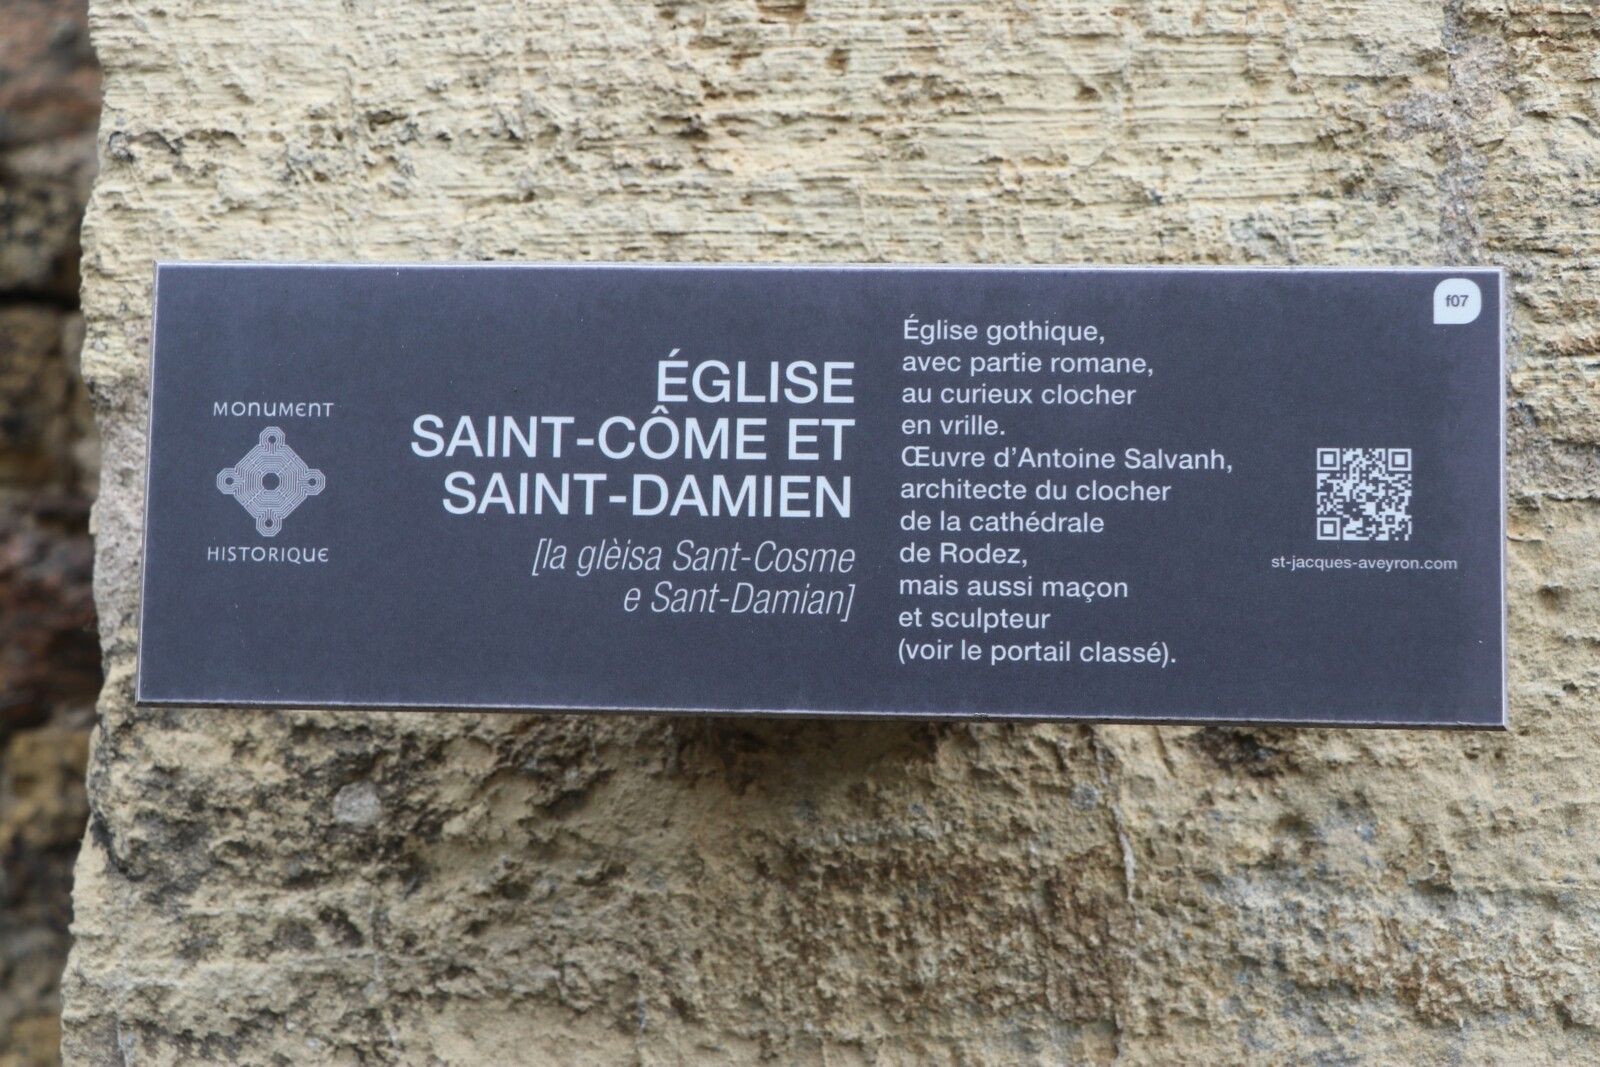 MONUMENT
HISTORIQUE
ÉGLISE
SAINT-CÔME ET
SAINT-DAMIEN
[la glèisa Sant-Cosme
e Sant-Damian]
Église gothique,
avec partie romane,
au curieux clocher
en vrille.
Œuvre d'Antoine Salvanh,
architecte du clocher
de la cathédrale
de Rodez,
mais aussi maçon
et sculpteur
(voir le portail classé).
f07
st-jacques-aveyron.com